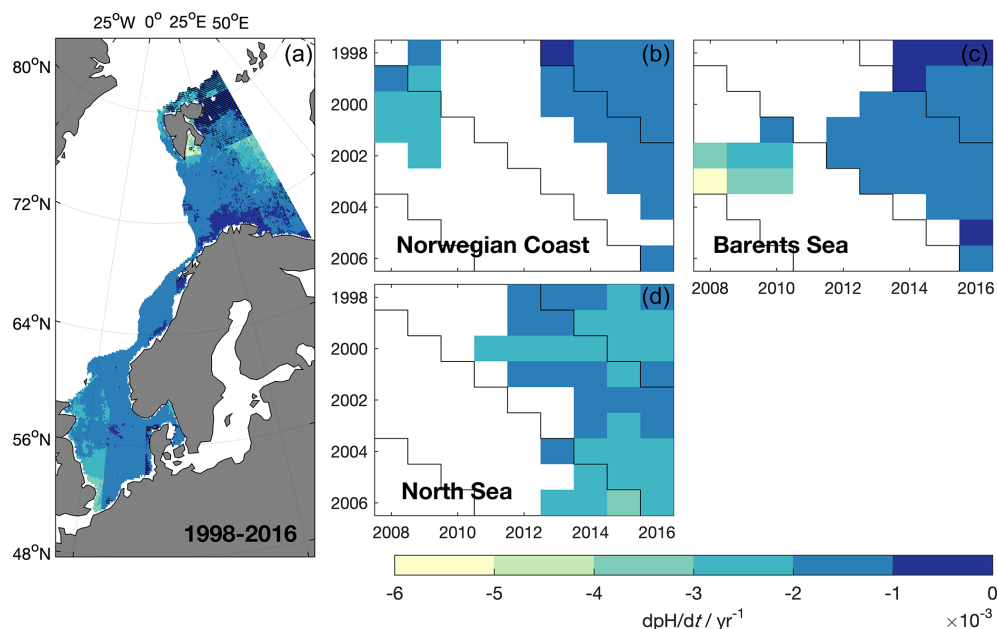 25°W 0° 25°E 50°E
(a)
80°N
72°N
64°N
56°N
48°N
1998-2016
(b)
1998
2000
2002
2004
2006
Norwegian Coast
(c)
Barents Sea
2008 2010 2012 2014 2016
(d)
1998
2000
2002
2004
2006
North Sea
2008 2010 2012 2014 2016
-6 -5 -4 -3 -2 -1 0
dpH/dt / yr⁻¹
×10⁻³